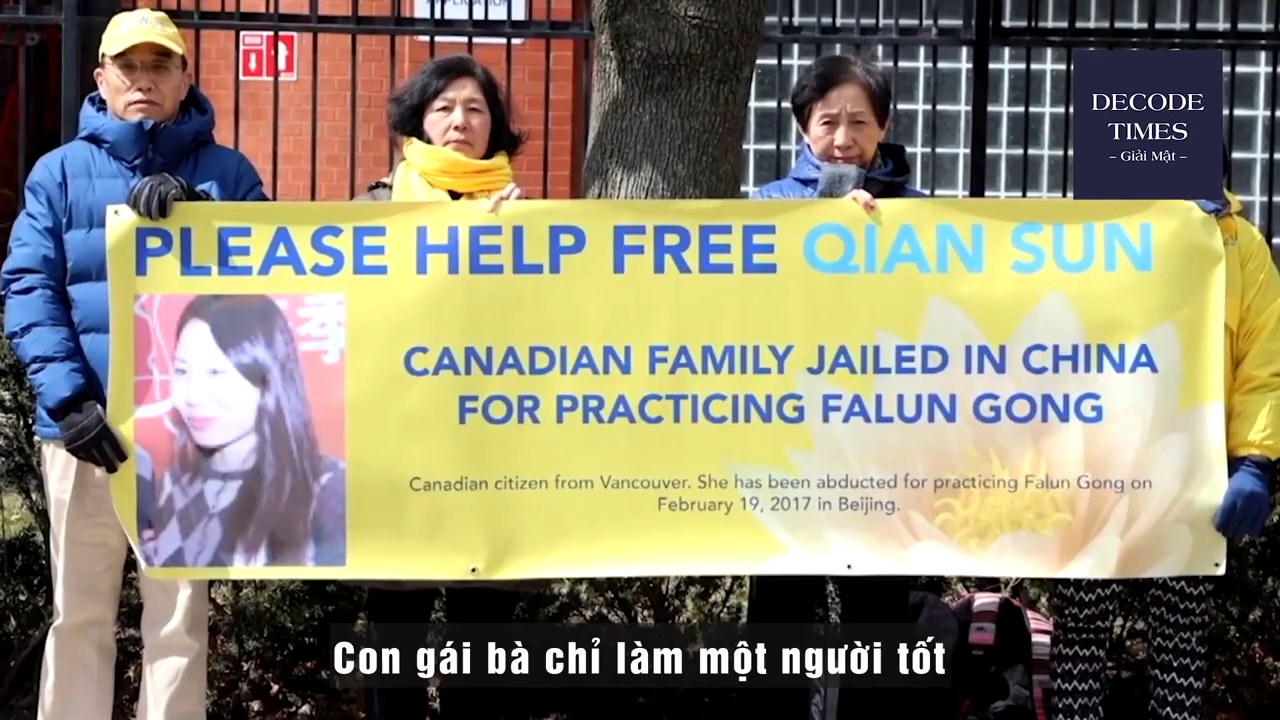 DECODE
TIMES
– Giải Mật –
PLEASE HELP FREE QIAN SUN
CANADIAN FAMILY JAILED IN CHINA
FOR PRACTICING FALUN GONG
Canadian citizen from Vancouver. She has been abducted for practicing Falun Gong on
February 19, 2017 in Beijing.
Con gái bà chỉ làm một người tốt